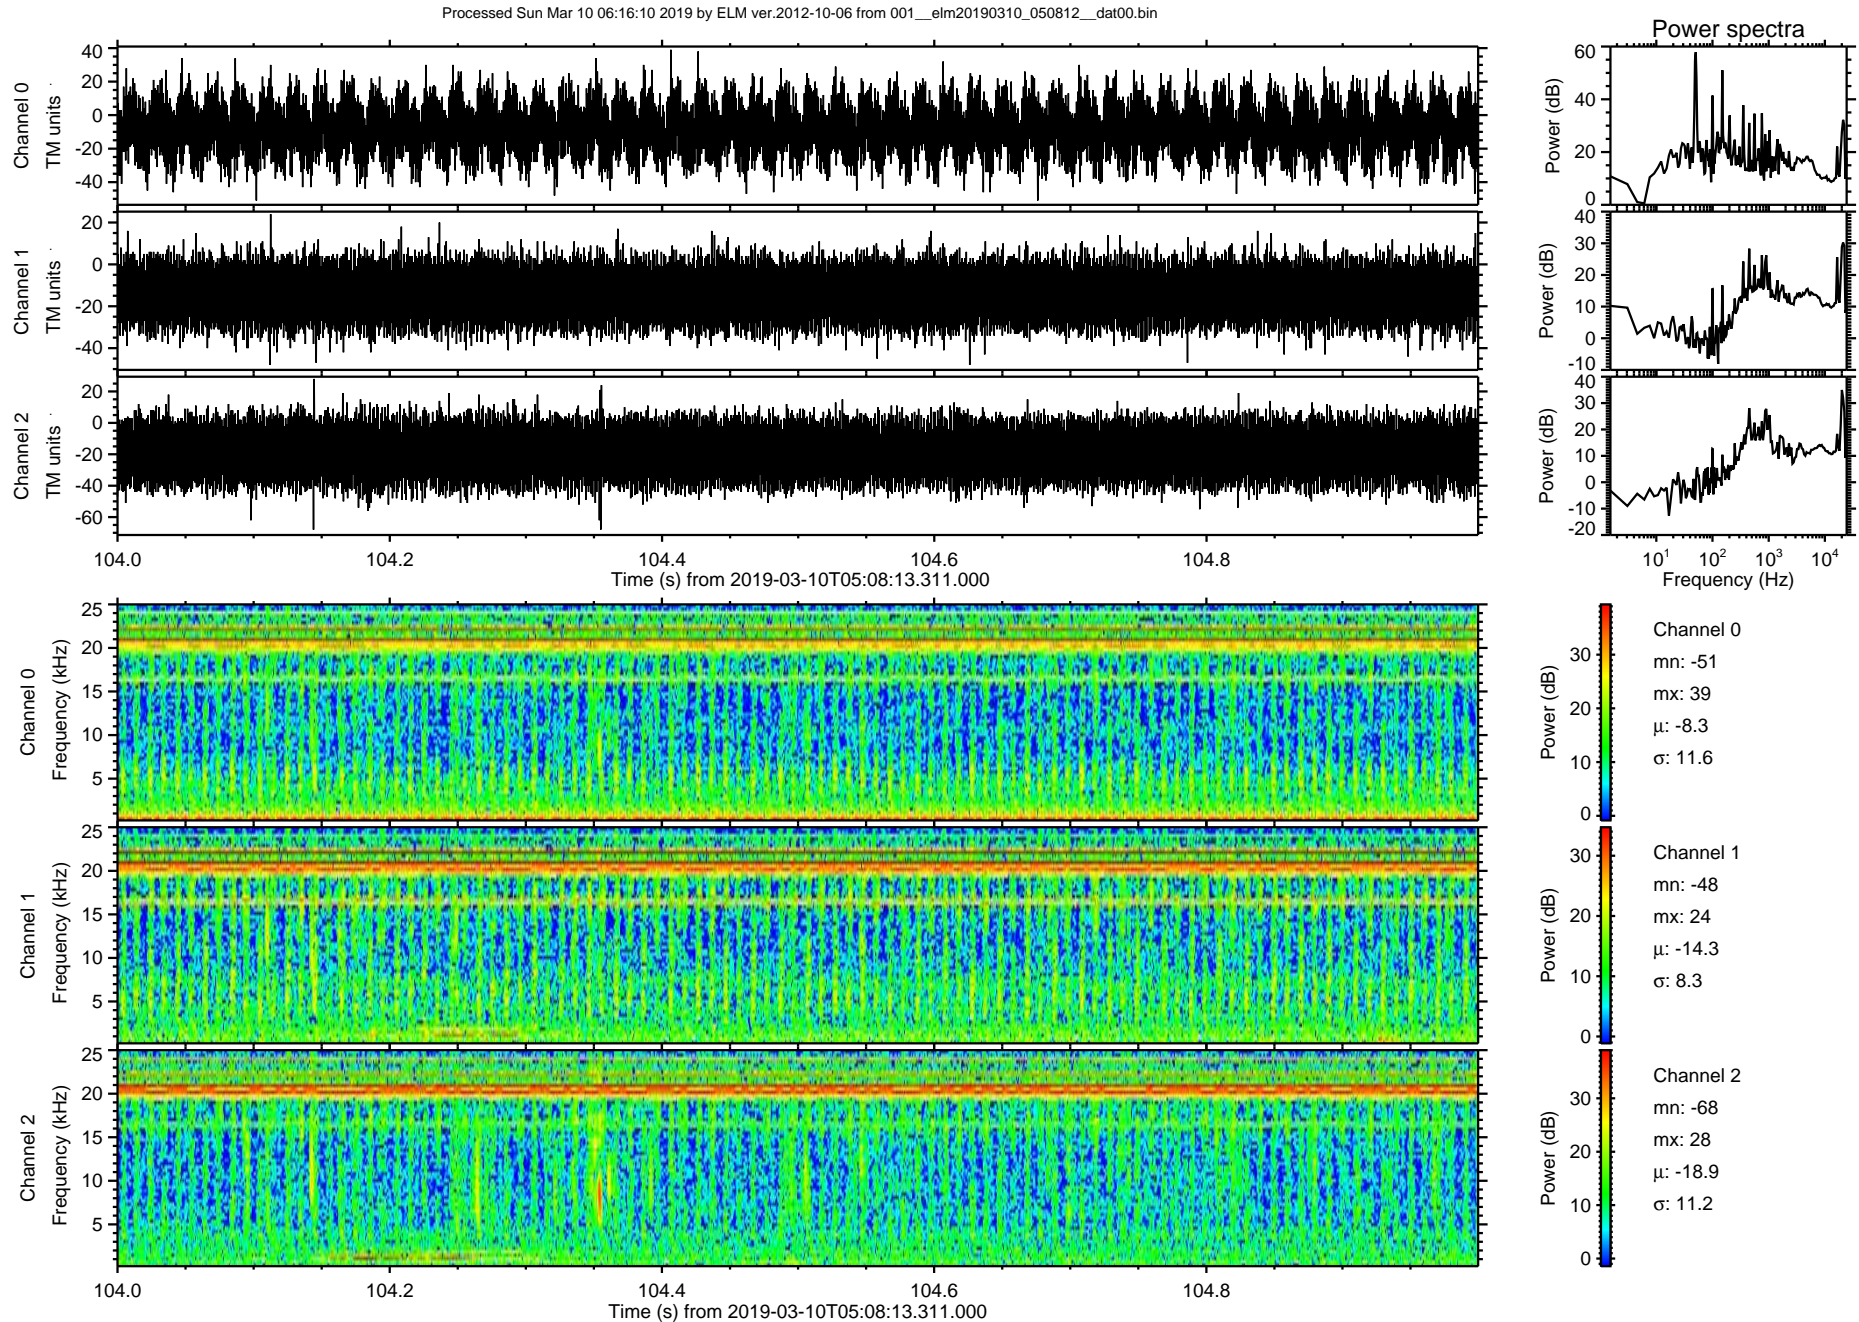 Processed Sun Mar 10 06:16:10 2019 by ELM ver.2012-10-06 from 001__elm20190310_050812__dat00.bin
Power spectra
Channel 0
TM units
40
20
0
-20
-40
Power (dB)
60
40
20
0
Channel 1
TM units
20
0
-20
-40
Power (dB)
40
30
20
10
0
-10
Channel 2
TM units
20
0
-20
-40
-60
Power (dB)
40
30
20
10
0
-10
-20
104.0 104.2 104.4 104.6 104.8
Time (s) from 2019-03-10T05:08:13.311.000
10^1 10^2 10^3 10^4
Frequency (Hz)
Channel 0
Frequency (kHz)
25
20
15
10
5
Power (dB)
30
20
10
0
Channel 0
mn: -51
mx: 39
μ: -8.3
σ: 11.6
Channel 1
Frequency (kHz)
25
20
15
10
5
Power (dB)
30
20
10
0
Channel 1
mn: -48
mx: 24
μ: -14.3
σ: 8.3
Channel 2
Frequency (kHz)
25
20
15
10
5
Power (dB)
30
20
10
0
Channel 2
mn: -68
mx: 28
μ: -18.9
σ: 11.2
104.0 104.2 104.4 104.6 104.8
Time (s) from 2019-03-10T05:08:13.311.000